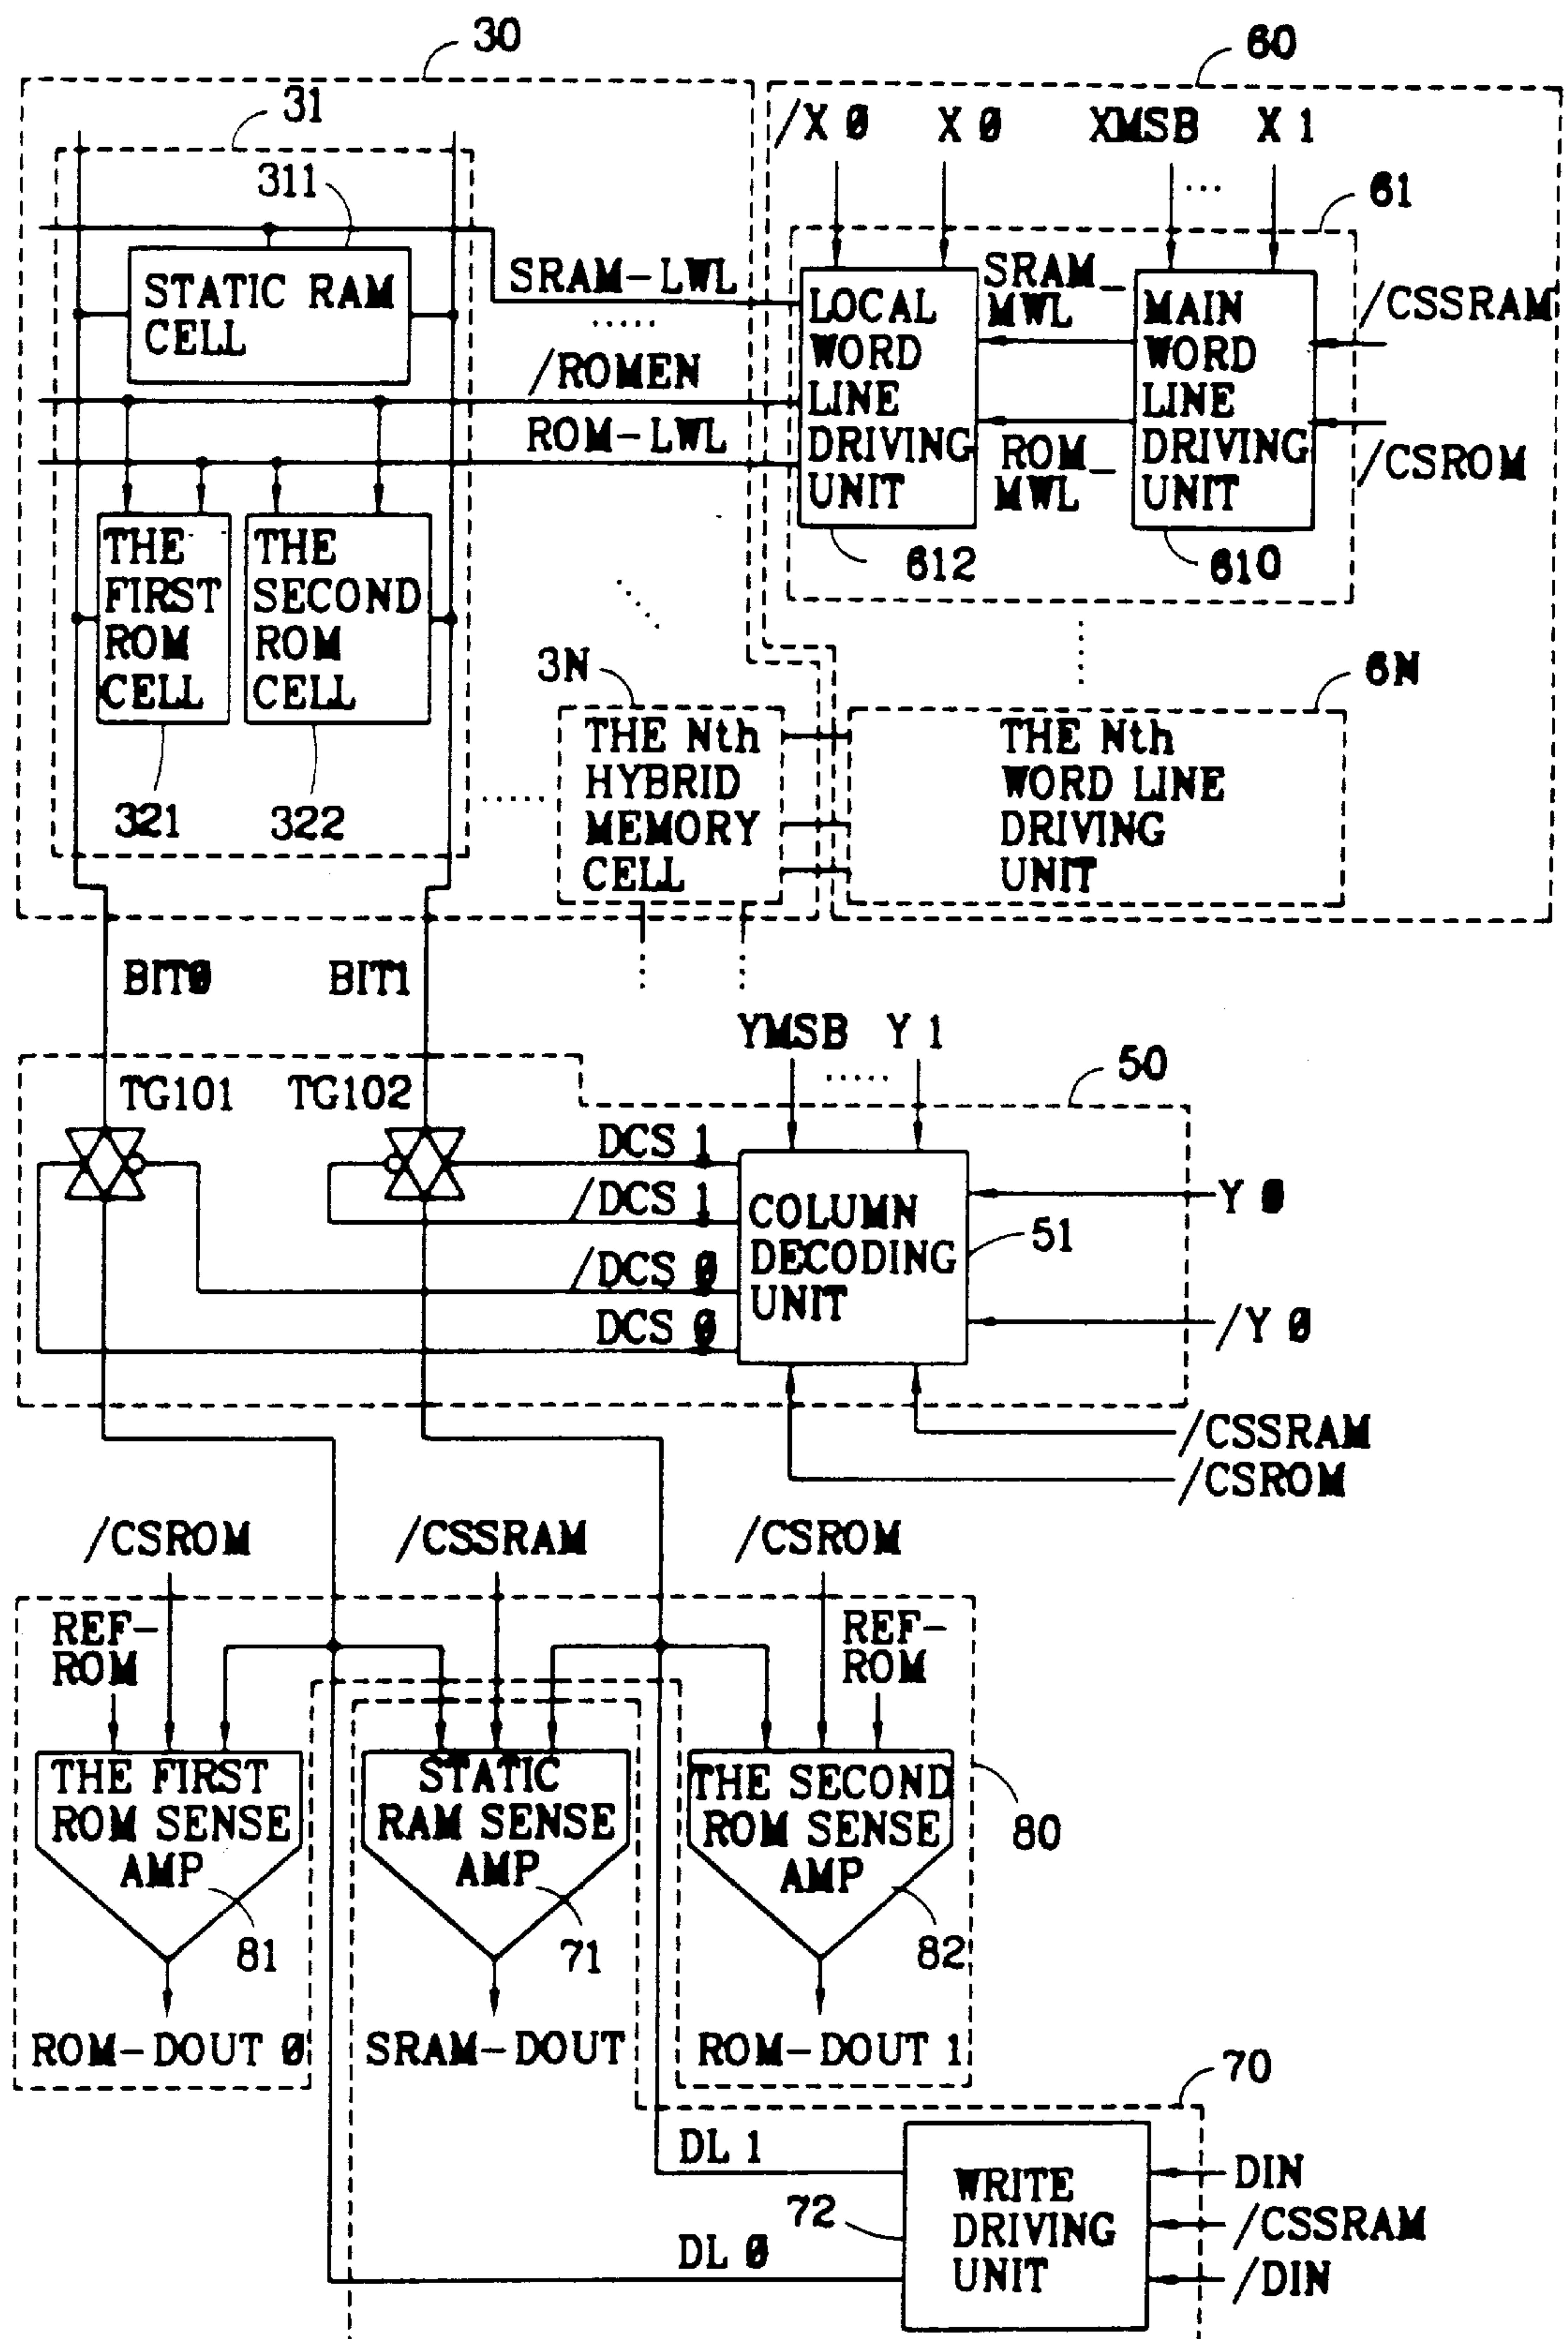 30
60
31
/X0 X0 XMSB X1
...
311
61
STATIC RAM
CELL
SRAM-LWL
.....
/ROMEN
ROM-LWL
LOCAL
WORD
LINE
DRIVING
UNIT
SRAM_
MWL
ROM_
MWL
MAIN
WORD
LINE
DRIVING
UNIT
/CSSRAM
/CSROM
612
610
THE
FIRST
ROM
CELL
THE
SECOND
ROM
CELL
321
322
3N
6N
THE Nth
HYBRID
MEMORY
CELL
THE Nth
WORD LINE
DRIVING
UNIT
BIT0
BIT1
YMSB Y1
.....
50
TG101
TG102
DCS 1
/DCS 1
/DCS 0
DCS 0
COLUMN
DECODING
UNIT
51
Y0
/Y0
/CSSRAM
/CSROM
/CSROM
/CSSRAM
/CSROM
REF-
ROM
REF-
ROM
THE FIRST
ROM SENSE
AMP
STATIC
RAM SENSE
AMP
THE SECOND
ROM SENSE
AMP
80
81
71
82
ROM-DOUT 0
SRAM-DOUT
ROM-DOUT 1
70
DL 1
72
DL 0
WRITE
DRIVING
UNIT
DIN
/CSSRAM
/DIN